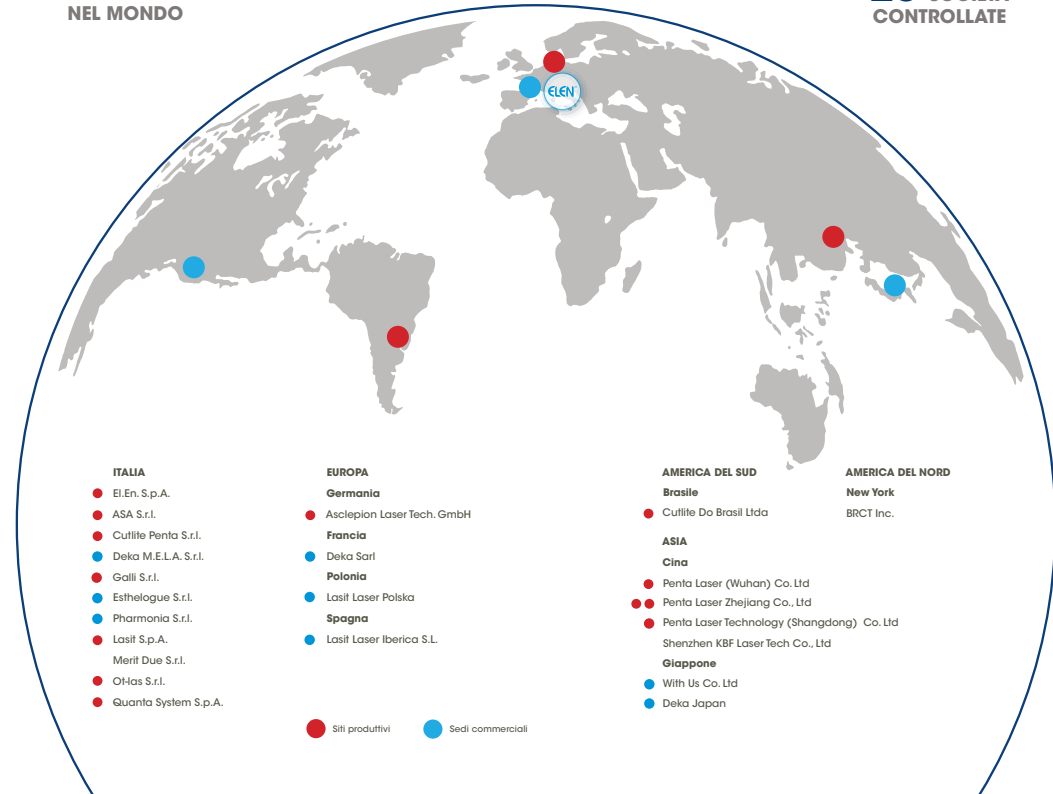 NEL MONDO
CONTROLLATE
ELEN
ITALIA
El.En. S.p.A.
ASA S.r.l.
Cutlite Penta S.r.l.
Deka M.E.L.A. S.r.l.
Galli S.r.l.
Esthelogue S.r.l.
Pharmonia S.r.l.
Lasit S.p.A.
Merit Due S.r.l.
Ot-las S.r.l.
Quanta System S.p.A.
EUROPA
Germania
Asclepion Laser Tech. GmbH
Francia
Deka Sarl
Polonia
Lasit Laser Polska
Spagna
Lasit Laser Iberica S.L.
AMERICA DEL SUD
Brasile
Cutlite Do Brasil Ltda
ASIA
Cina
Penta Laser (Wuhan) Co. Ltd
Penta Laser Zhejiang Co., Ltd
Penta Laser Technology (Shangdong) Co. Ltd
Shenzhen KBF Laser Tech Co., Ltd
Giappone
With Us Co. Ltd
Deka Japan
AMERICA DEL NORD
New York
BRCT Inc.
Siti produttivi
Sedi commerciali